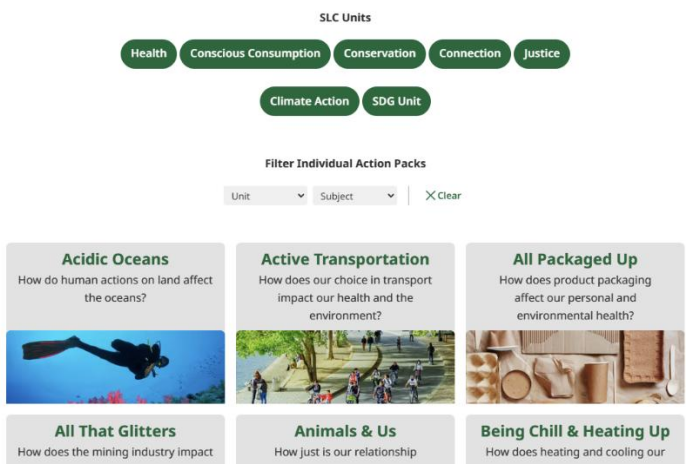 SLC Units
Health Conscious Consumption Conservation Connection Justice
Climate Action SDG Unit
Filter Individual Action Packs
Unit Subject Clear
Acidic Oceans
How do human actions on land affect
the oceans?
Active Transportation
How does our choice in transport
impact our health and the
environment?
All Packaged Up
How does product packaging
affect our personal and
environmental health?
All That Glitters
How does the mining industry impact
Animals & Us
How just is our relationship
Being Chill & Heating Up
How does heating and cooling our